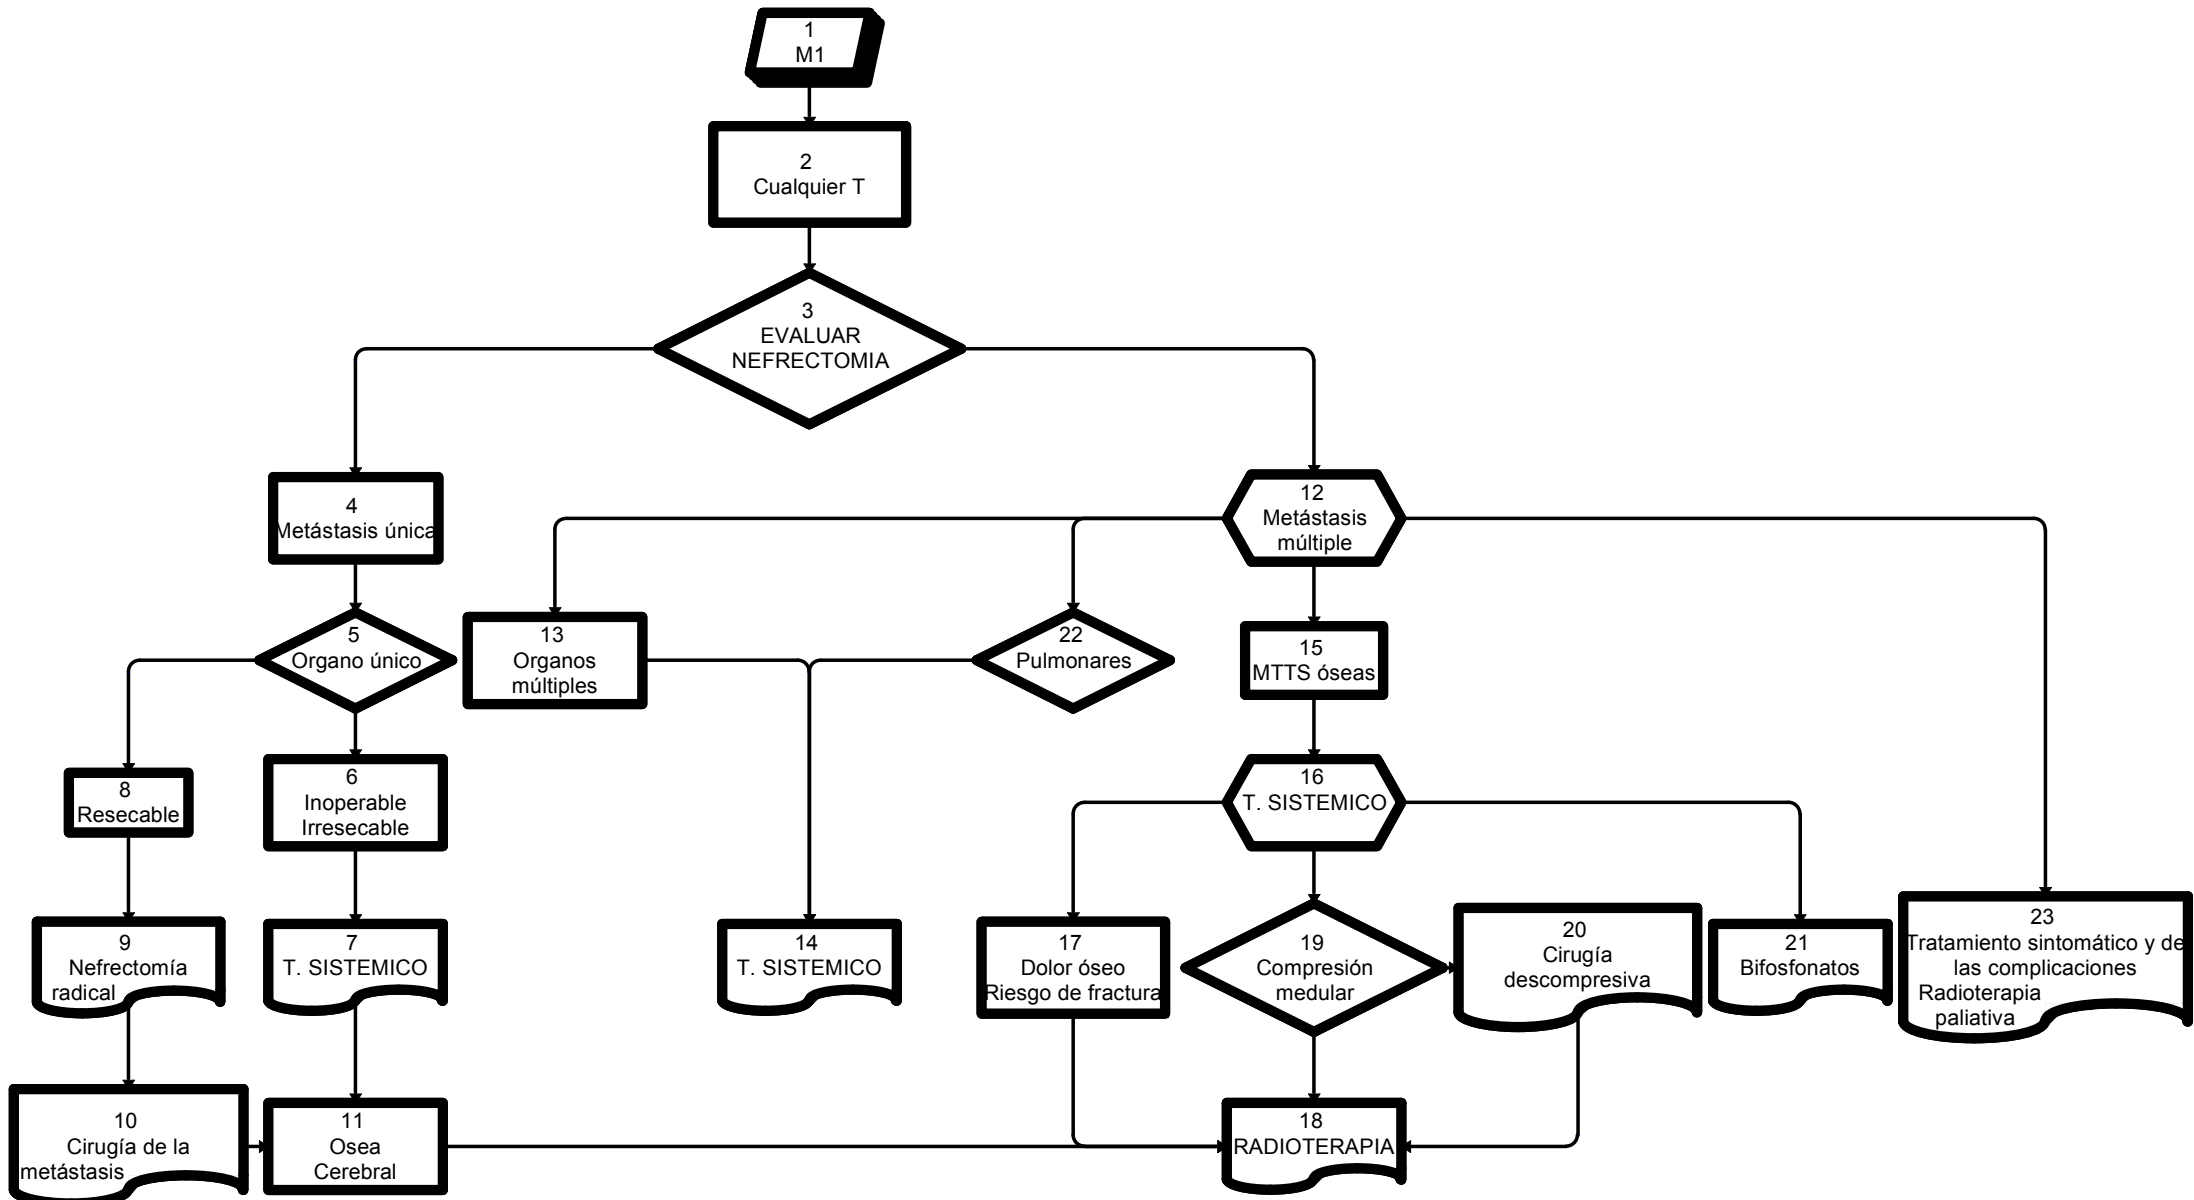 1
M1
2
Cualquier T
3
EVALUAR
NEFRECTOMIA
4
Metástasis única
12
Metástasis
múltiple
5
Organo único
13
Organos
múltiples
22
Pulmonares
15
MTTS óseas
8
Resecable
6
Inoperable
Irresecable
16
T. SISTEMICO
9
Nefrectomía
radical
7
T. SISTEMICO
14
T. SISTEMICO
17
Dolor óseo
Riesgo de fractura
19
Compresión
medular
20
Cirugía
descompresiva
21
Bifosfonatos
23
Tratamiento sintomático y de
las complicaciones
Radioterapia
paliativa
10
Cirugía de la
metástasis
11
Osea
Cerebral
18
RADIOTERAPIA